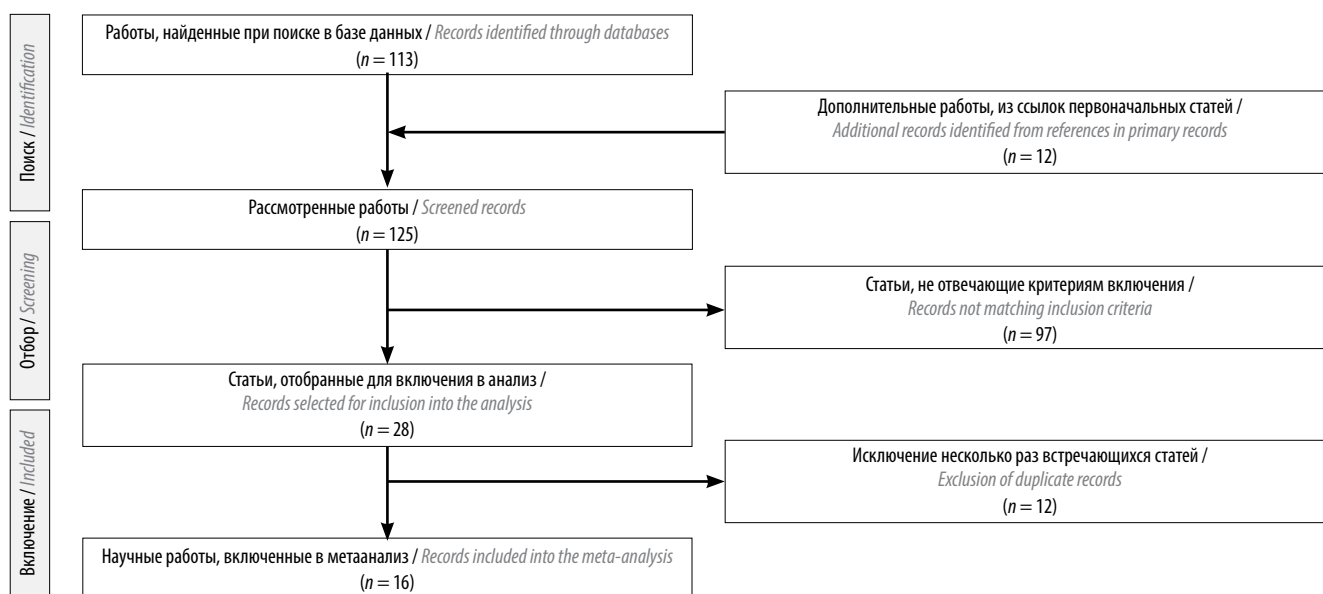 Поиск / Identification
Работы, найденные при поиске в базе данных / Records identified through databases
(n = 113)
Дополнительные работы, из ссылок первоначальных статей /
Additional records identified from references in primary records
(n = 12)
Рассмотренные работы / Screened records
(n = 125)
Отбор / Screening
Статьи, не отвечающие критериям включения /
Records not matching inclusion criteria
(n = 97)
Статьи, отобранные для включения в анализ /
Records selected for inclusion into the analysis
(n = 28)
Включение / Included
Исключение несколько раз встречающихся статей /
Exclusion of duplicate records
(n = 12)
Научные работы, включенные в метаанализ / Records included into the meta-analysis
(n = 16)